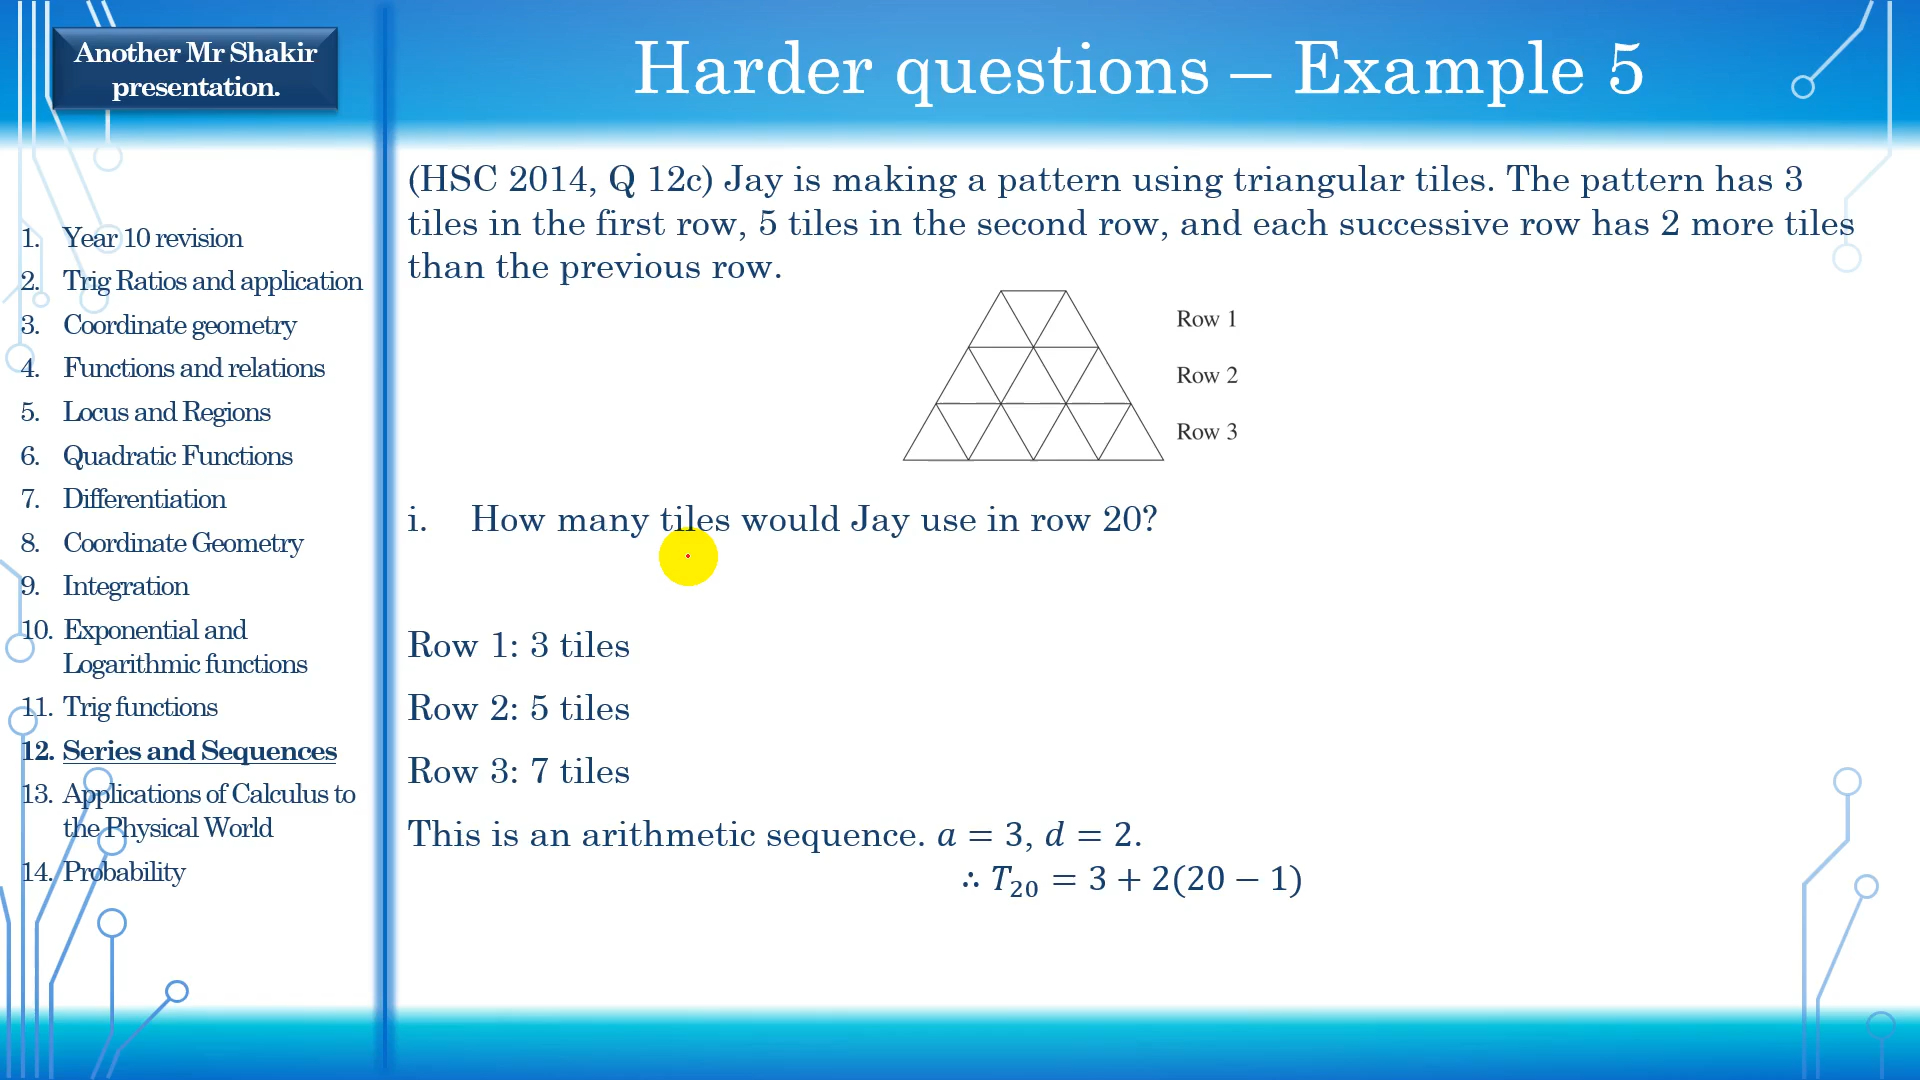 Another Mr Shakir
presentation.
Harder questions – Example 5
1. Year 10 revision
2. Trig Ratios and application
3. Coordinate geometry
4. Functions and relations
5. Locus and Regions
6. Quadratic Functions
7. Differentiation
8. Coordinate Geometry
9. Integration
10. Exponential and
Logarithmic functions
11. Trig functions
12. Series and Sequences
13. Applications of Calculus to
the Physical World
14. Probability
(HSC 2014, Q 12c) Jay is making a pattern using triangular tiles. The pattern has 3
tiles in the first row, 5 tiles in the second row, and each successive row has 2 more tiles
than the previous row.
Row 1
Row 2
Row 3
i. How many tiles would Jay use in row 20?
Row 1: 3 tiles
Row 2: 5 tiles
Row 3: 7 tiles
This is an arithmetic sequence. a = 3, d = 2.
∴ T₂₀ = 3 + 2(20 − 1)